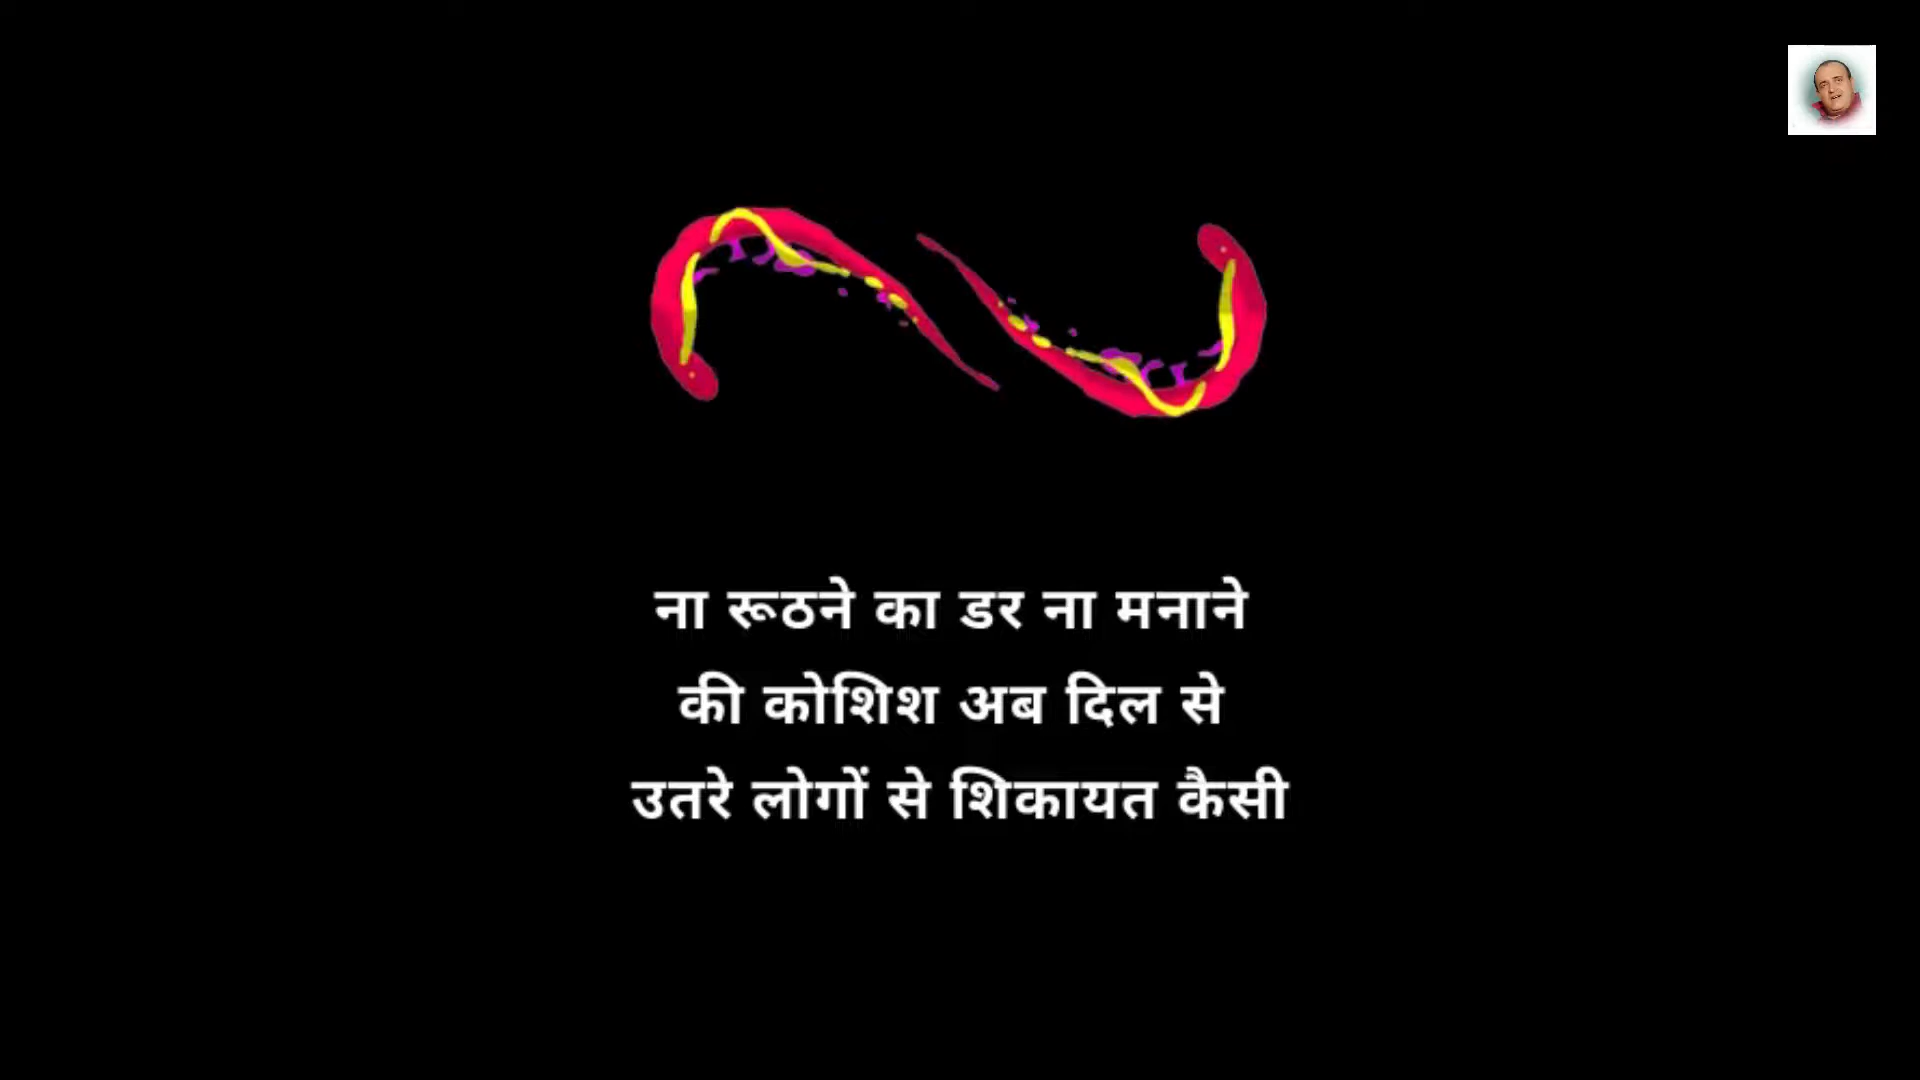 ना रूठने का डर ना मनाने
की कोशिश अब दिल से
उतरे लोगों से शिकायत कैसी